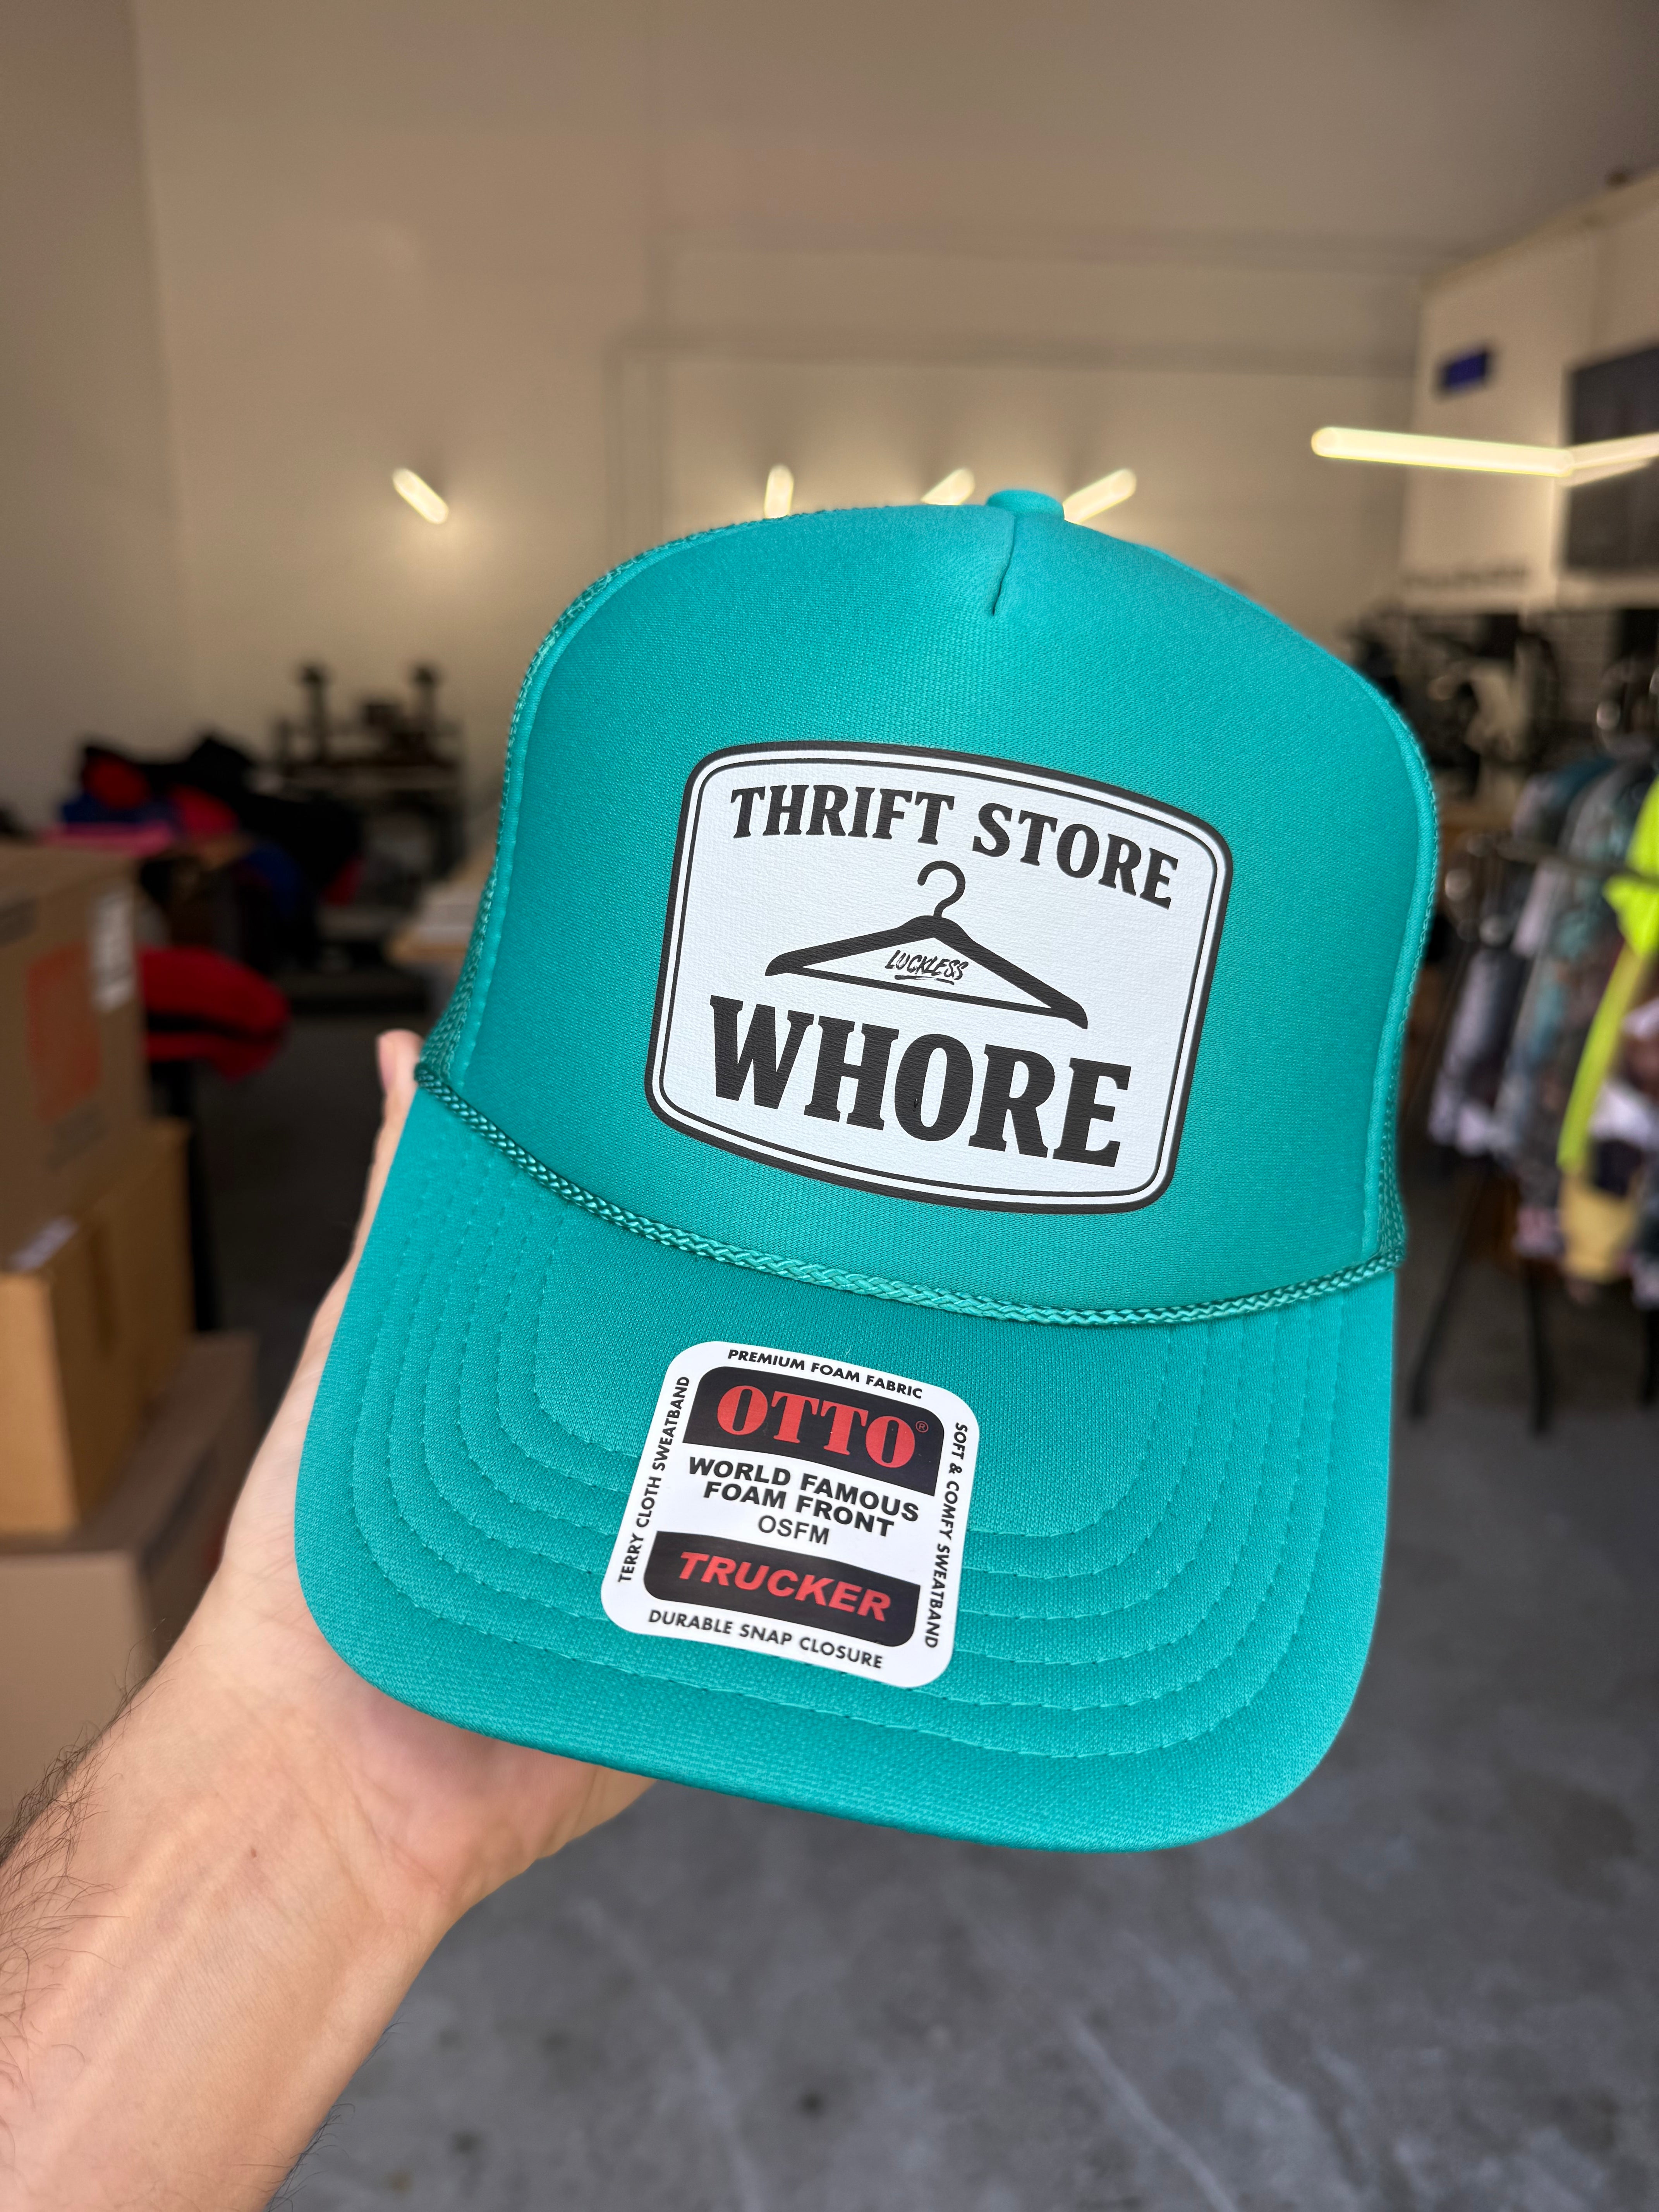 THRIFT STORE
LUCKLESS
WHORE
PREMIUM FOAM FABRIC
OTTO®
WORLD FAMOUS
FOAM FRONT
OSFM
TRUCKER
DURABLE SNAP CLOSURE
TERRY CLOTH SWEATBAND
SOFT & COMFY SWEATBAND